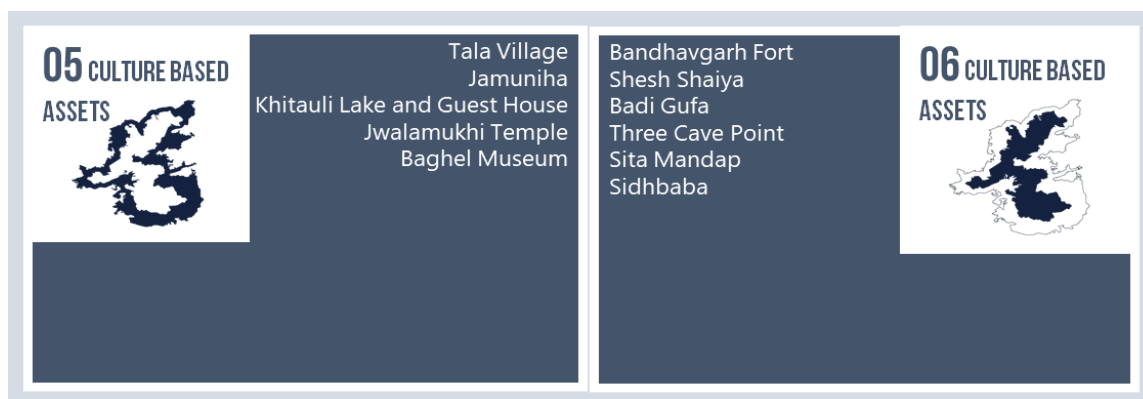 05 CULTURE BASED
ASSETS
Tala Village
Jamuniha
Khitauli Lake and Guest House
Jwalamukhi Temple
Baghel Museum
Bandhavgarh Fort
Shesh Shaiya
Badi Gufa
Three Cave Point
Sita Mandap
Sidhbaba
06 CULTURE BASED
ASSETS